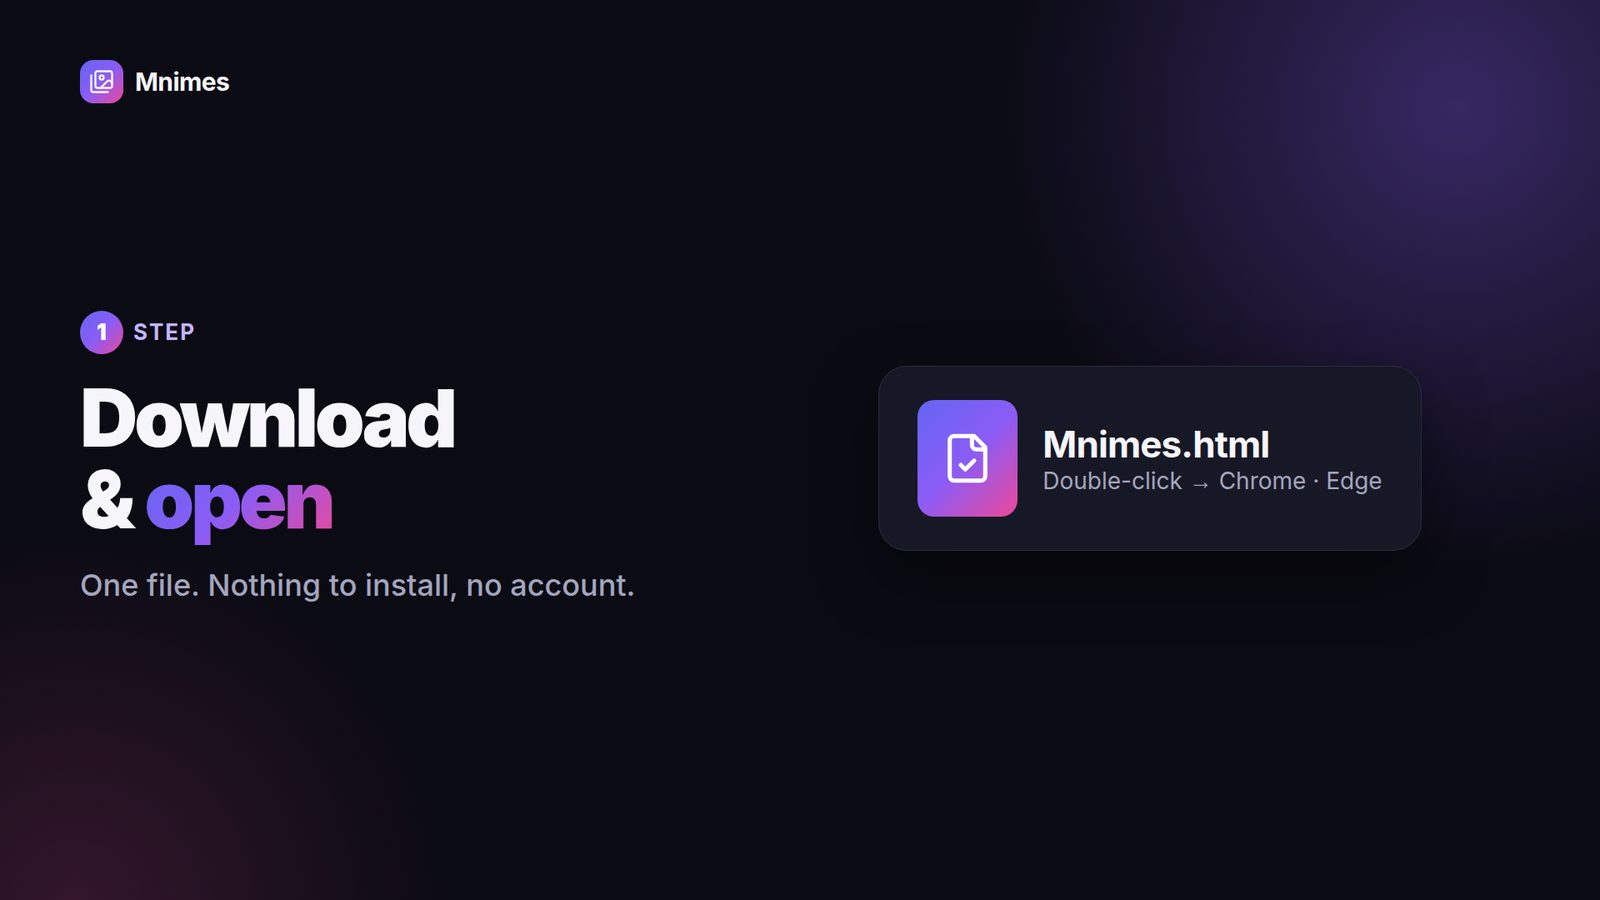 Mnimes
1 STEP
Download
& open
One file. Nothing to install, no account.
Mnimes.html
Double-click → Chrome · Edge